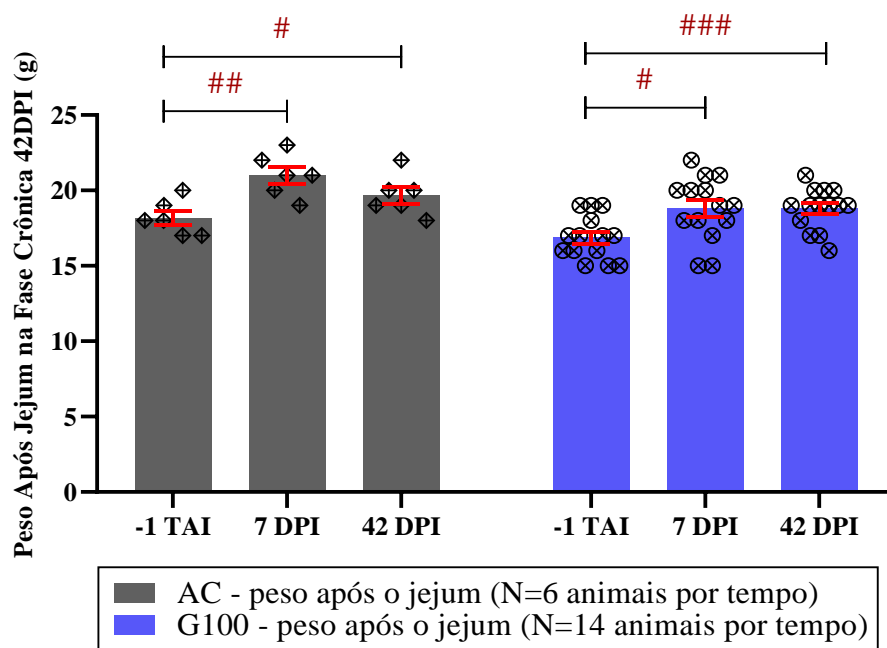 Peso Após Jejum na Fase Crônica 42DPI (g)
#
##
###
#
25
20
15
10
5
0
-1 TAI
7 DPI
42 DPI
-1 TAI
7 DPI
42 DPI
AC - peso após o jejum (N=6 animais por tempo)
G100 - peso após o jejum (N=14 animais por tempo)